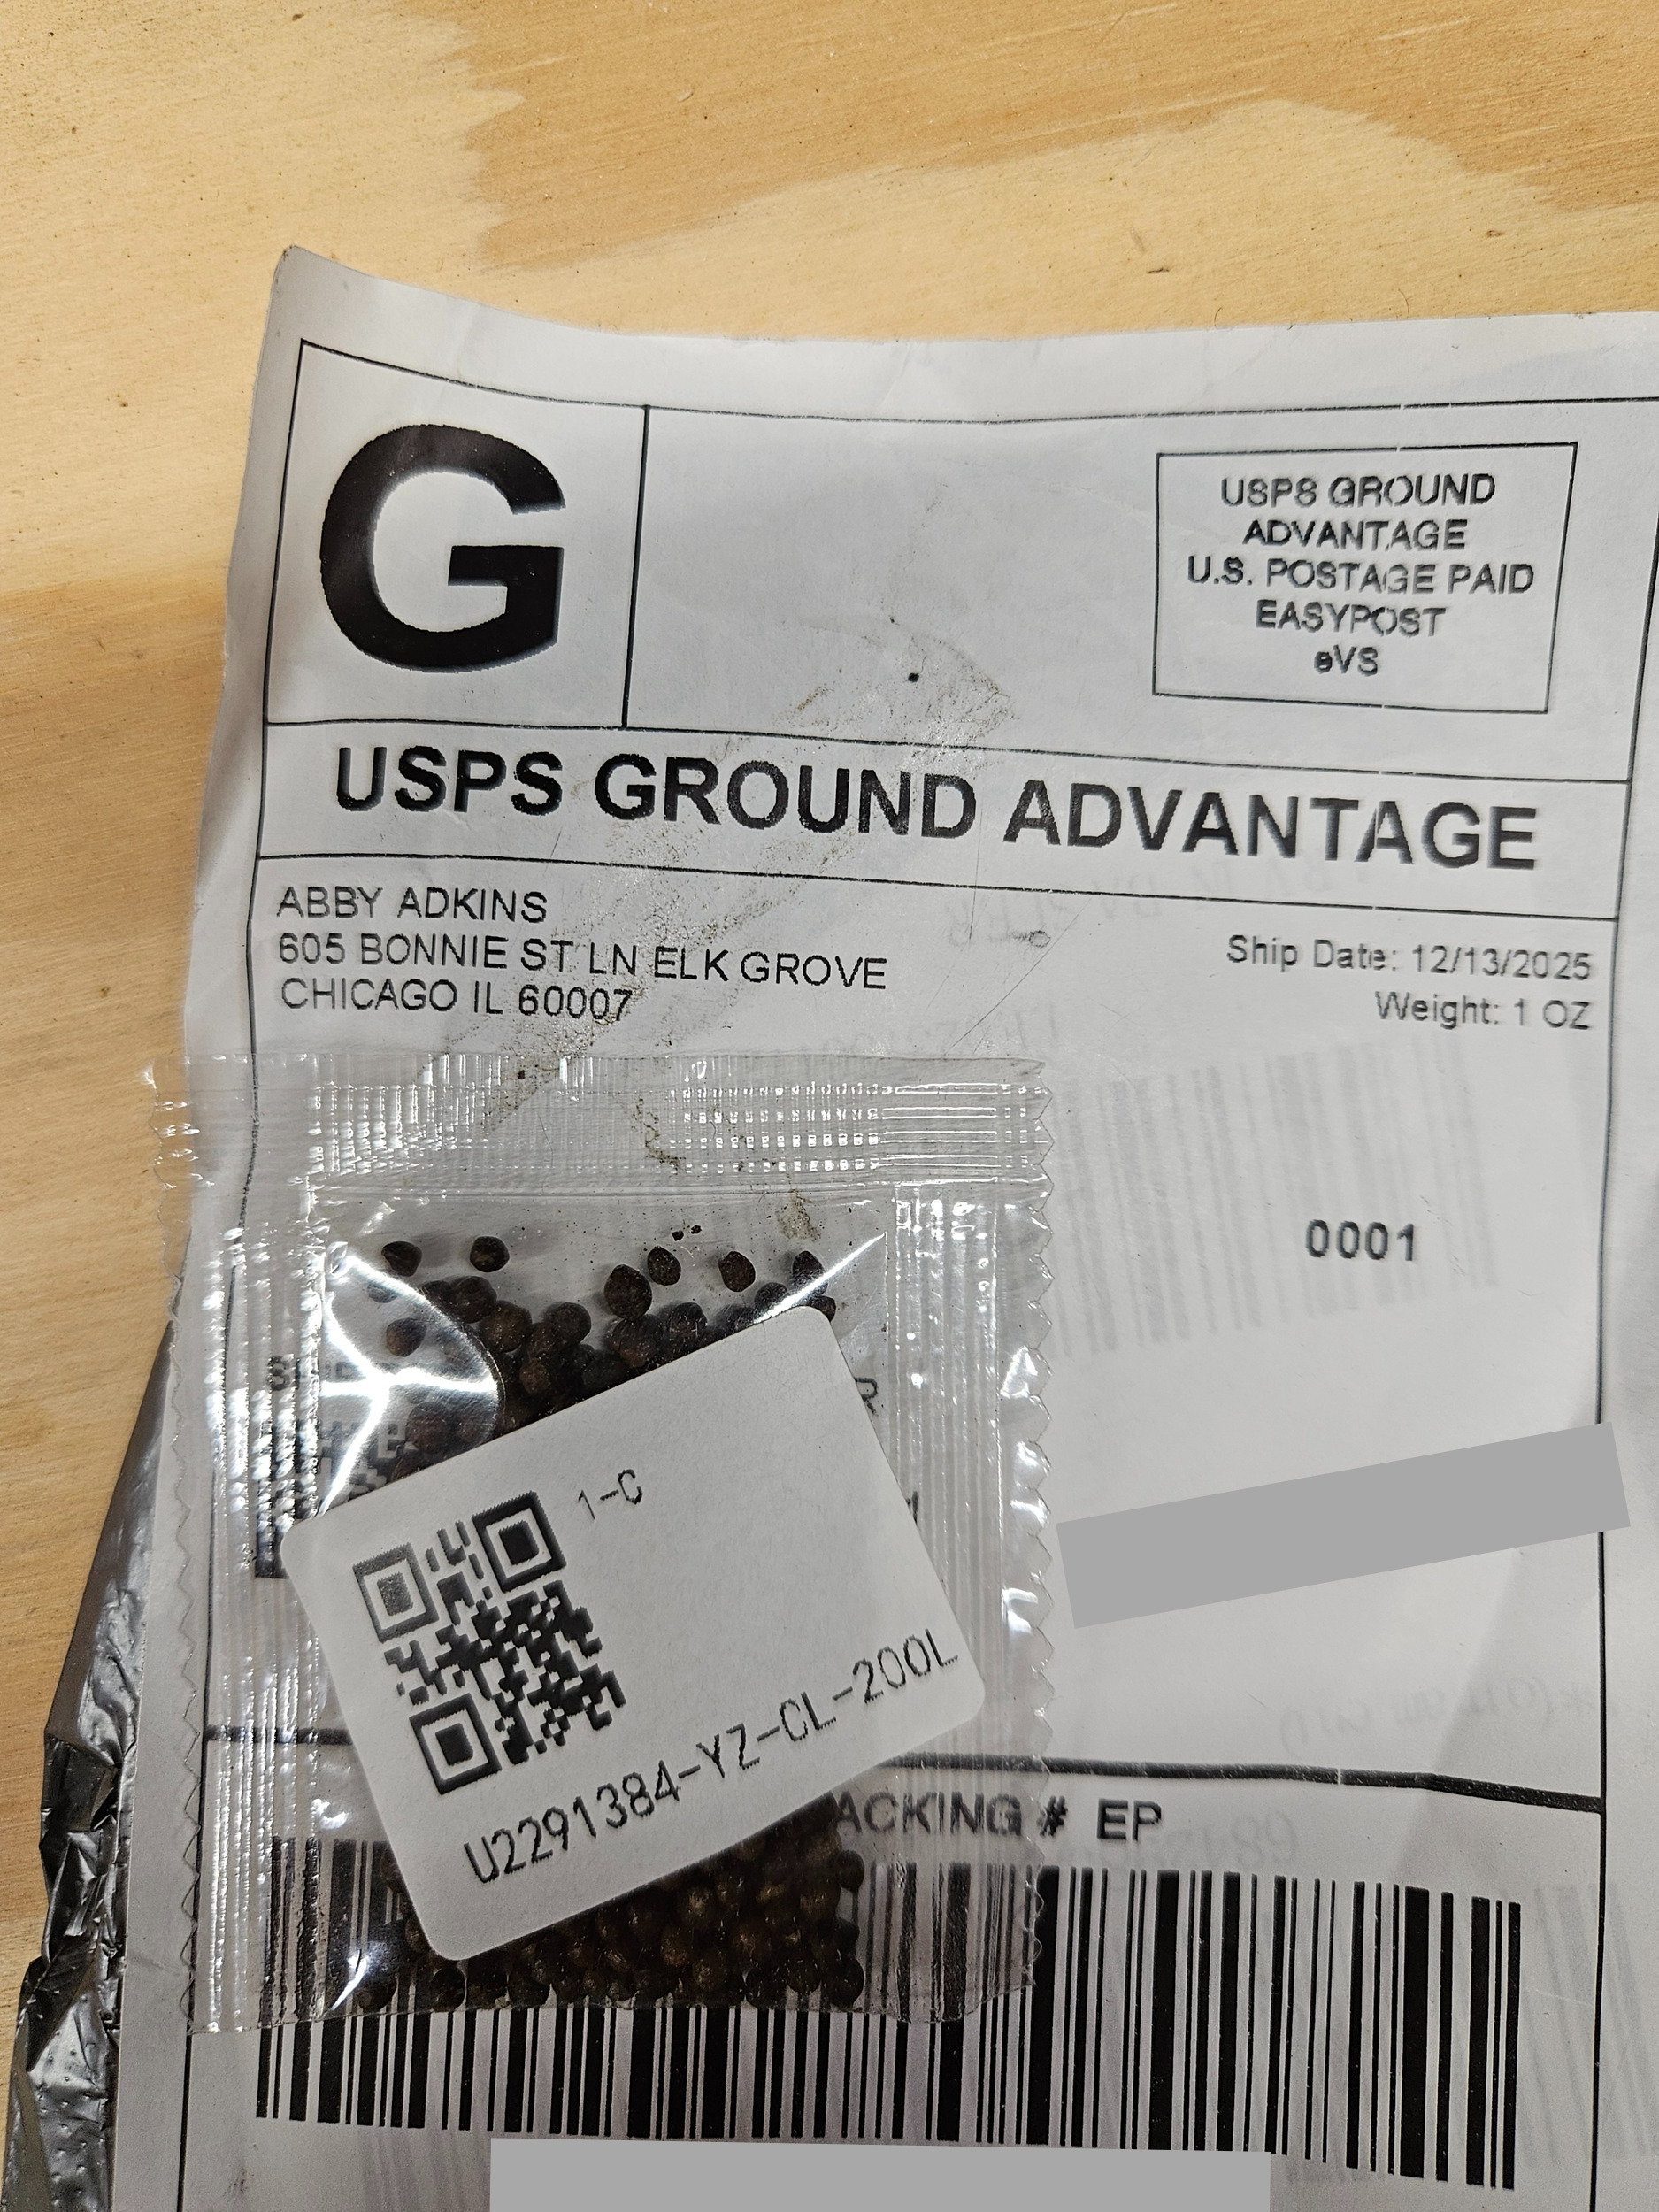 G
USPS GROUND
ADVANTAGE
U.S. POSTAGE PAID
EASYPOST
eVS
USPS GROUND ADVANTAGE
ABBY ADKINS
605 BONNIE ST LN ELK GROVE
CHICAGO IL 60007
Ship Date: 12/13/2025
Weight: 1 OZ
0001
R
1-C
U2291384-YZ-CL-200L
ACKING # EP